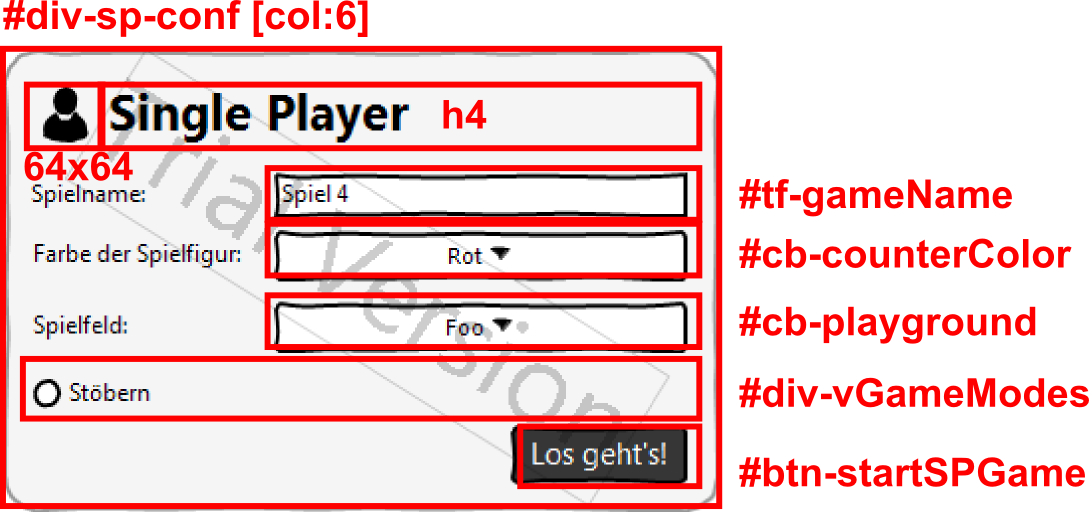 #div-sp-conf [col:6]
Single Player h4
64x64
Spielname: Spiel 4 #tf-gameName
Farbe der Spielfigur: Rot #cb-counterColor
Spielfeld: Foo #cb-playground
Stöbern #div-vGameModes
Los geht's! #btn-startSPGame
Trial Version